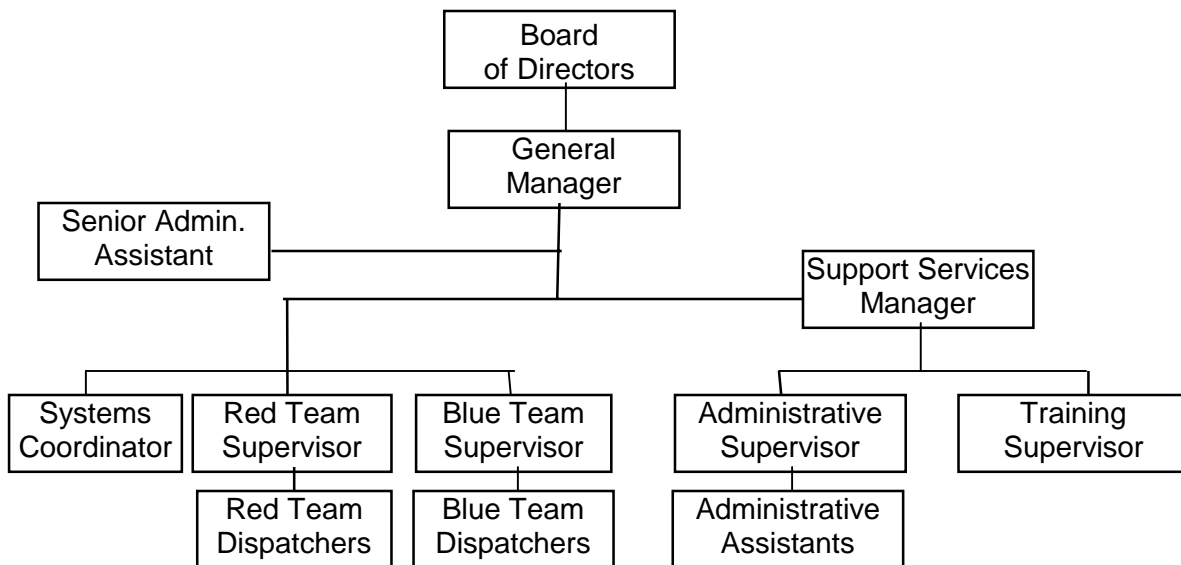 Board
of Directors
General
Manager
Senior Admin.
Assistant
Support Services
Manager
Systems
Coordinator
Red Team
Supervisor
Blue Team
Supervisor
Administrative
Supervisor
Training
Supervisor
Red Team
Dispatchers
Blue Team
Dispatchers
Administrative
Assistants